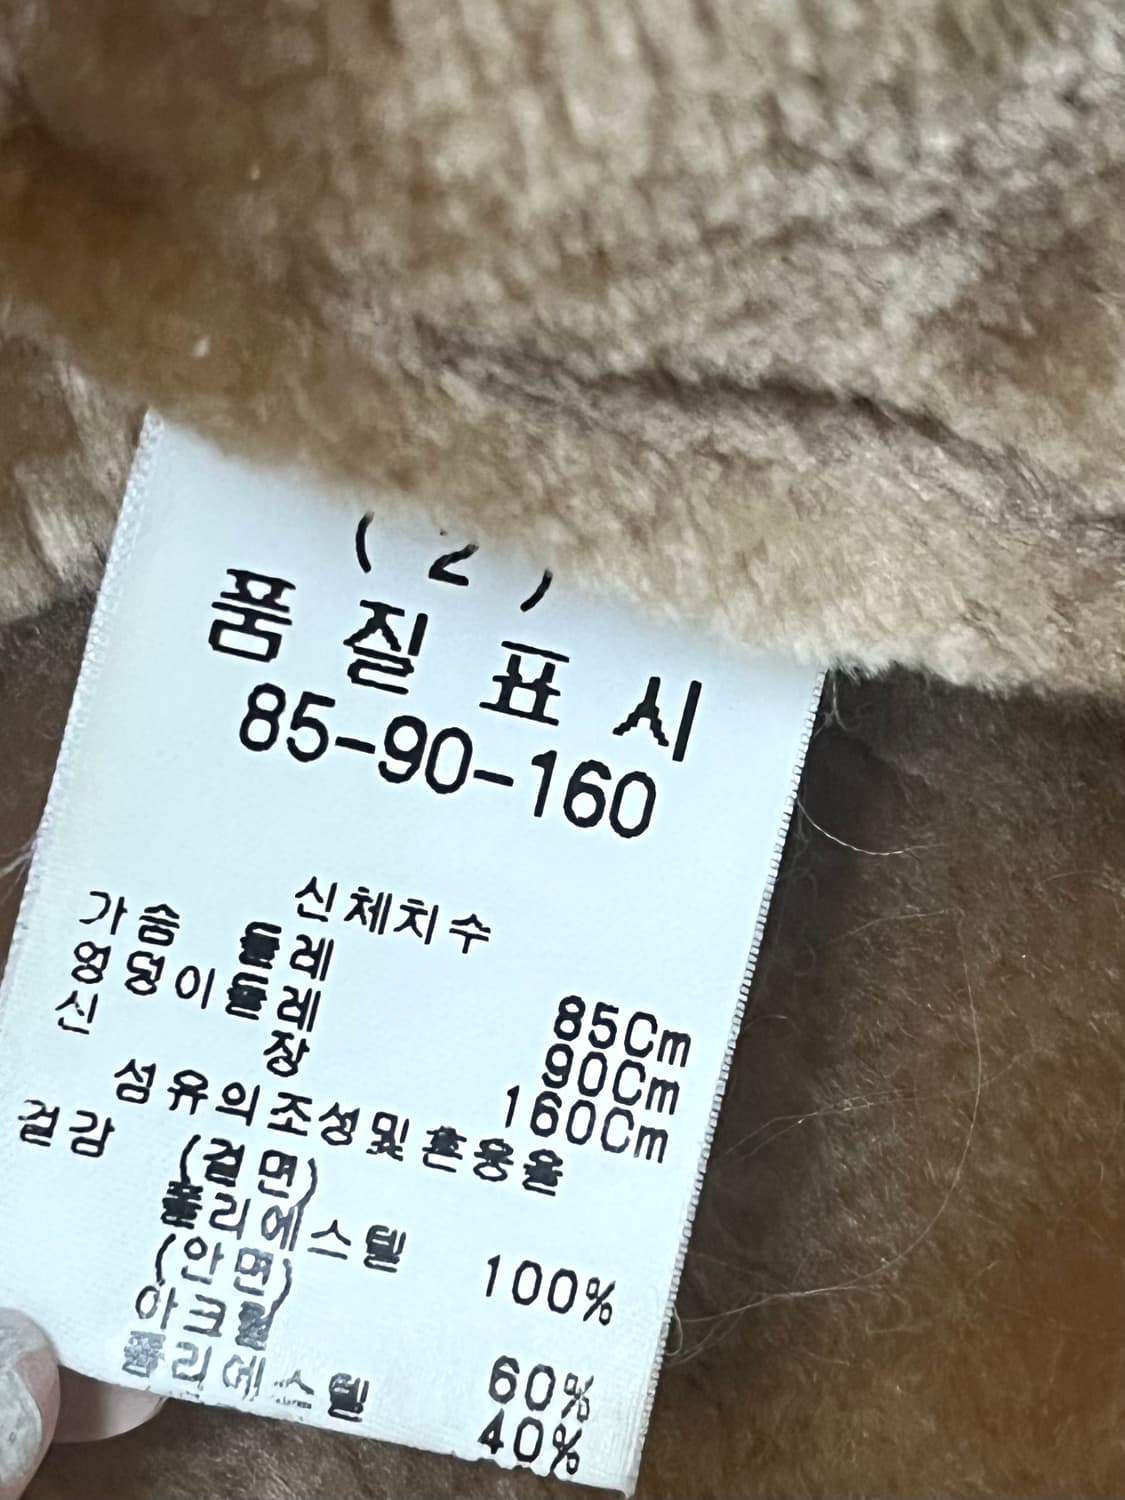 (2)
품질표시
85-90-160
신체치수
가슴 둘레 85Cm
엉덩이둘레 90Cm
신 장 160Cm
섬유의조성및혼용율
겉감 (겉면)
폴리에스텔 100%
(안면)
아크릴 60%
폴리에스텔 40%